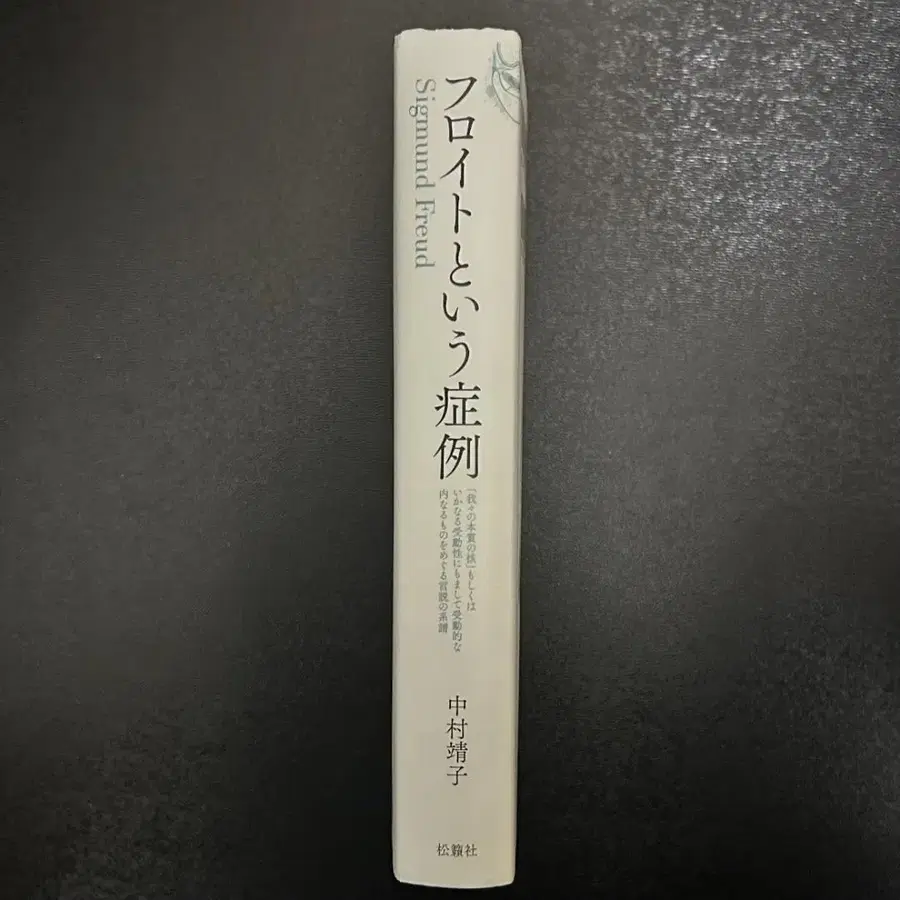 フロイトという症例
Sigmund Freud
「我々の本質の核」もしくは
いかなる受動性にもまして受動的な
内なるものをめぐる言説の系譜
中村靖子
松籟社